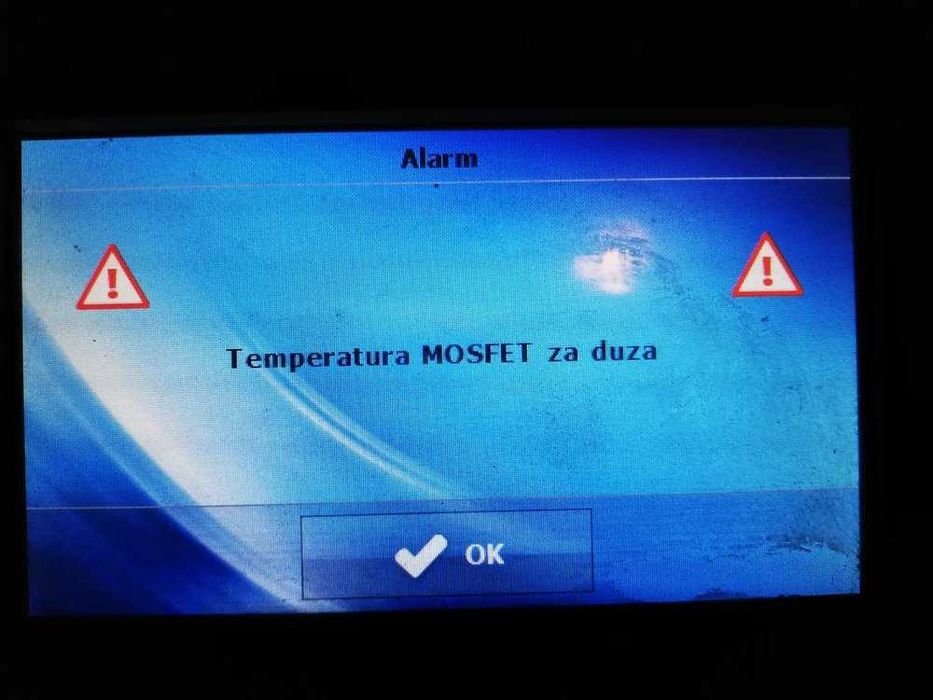 Alarm
Temperatura MOSFET za duza
OK